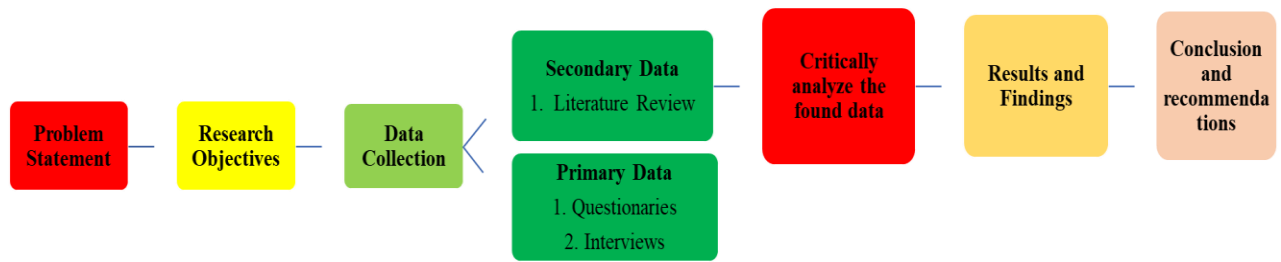 Problem
Statement
Research
Objectives
Data
Collection
Secondary Data
1. Literature Review
Primary Data
1. Questionaries
2. Interviews
Critically
analyze the
found data
Results and
Findings
Conclusion
and
recommenda
tions